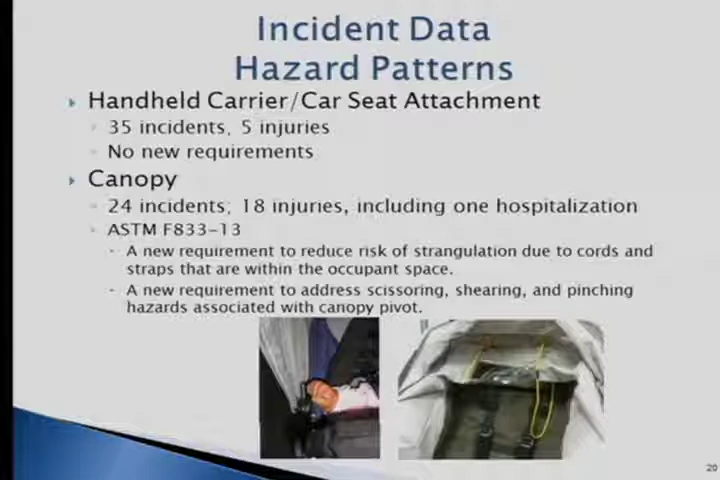 Incident Data
Hazard Patterns
Handheld Carrier/Car Seat Attachment
35 incidents, 5 injuries
No new requirements
Canopy
24 incidents; 18 injuries, including one hospitalization
ASTM F833-13
- A new requirement to reduce risk of strangulation due to cords and
straps that are within the occupant space.
- A new requirement to address scissoring, shearing, and pinching
hazards associated with canopy pivot.
20